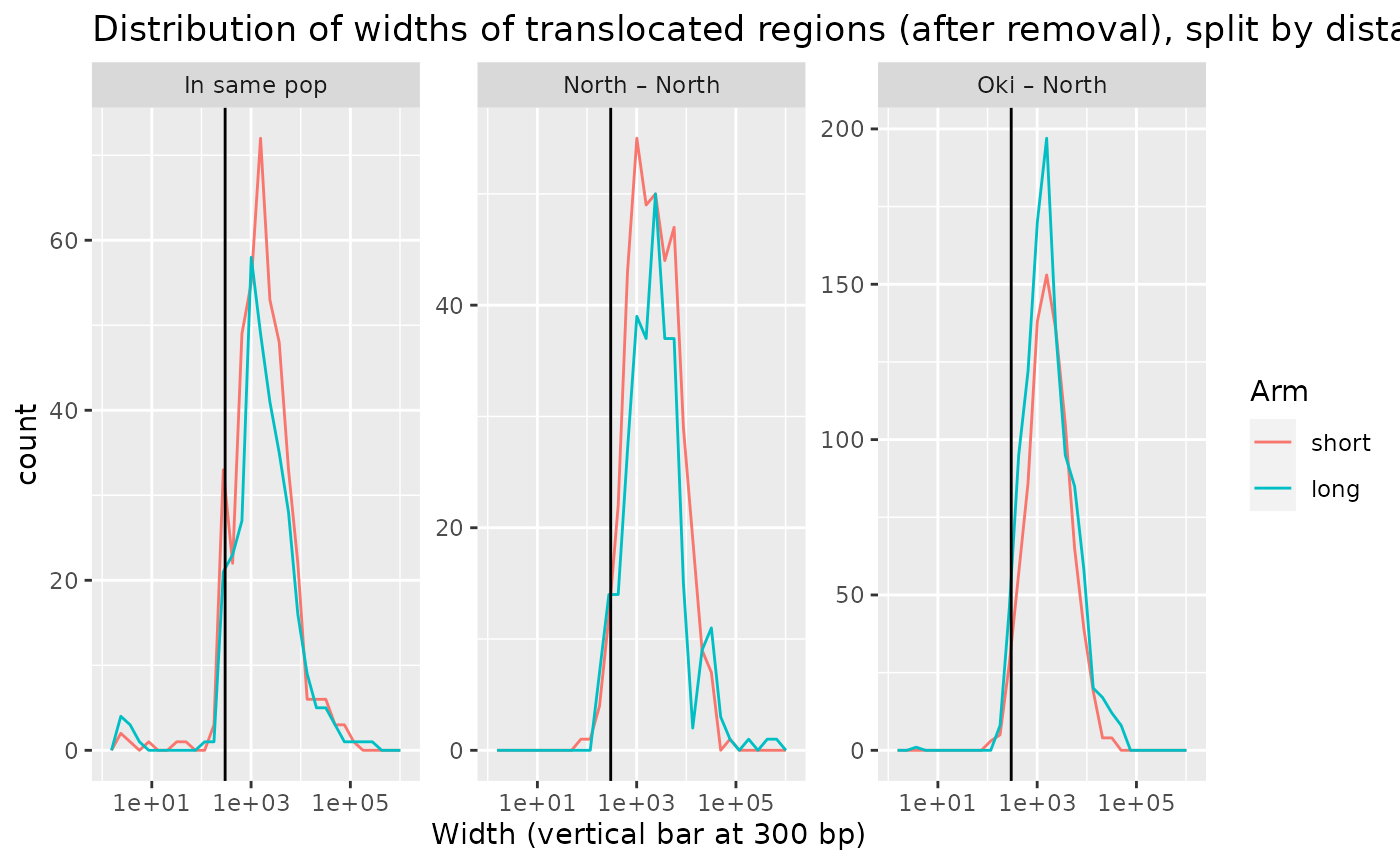 Distribution of widths of translocated regions (after removal), split by dista
In same pop
North – North
Oki – North
count
60
40
20
0
40
20
0
200
150
100
50
0
1e+01 1e+03 1e+05
1e+01 1e+03 1e+05
1e+01 1e+03 1e+05
Width (vertical bar at 300 bp)
Arm
short
long